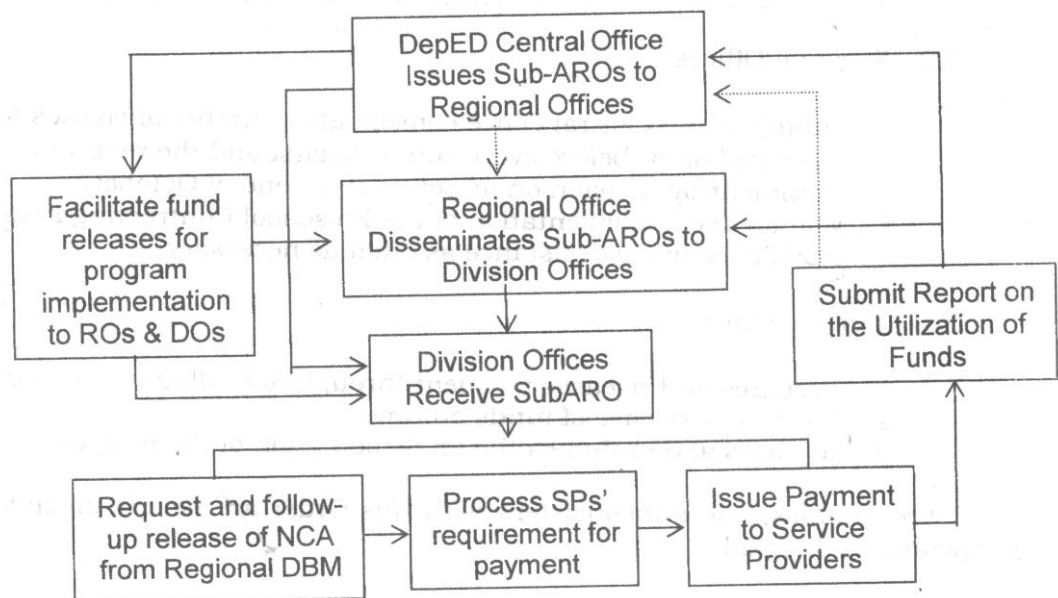 DepED Central Office
Issues Sub-AROs to
Regional Offices
Facilitate fund
releases for
program
implementation
to ROs & DOs
Regional Office
Disseminates Sub-AROs to
Division Offices
Submit Report on
the Utilization of
Funds
Division Offices
Receive SubARO
Request and follow-
up release of NCA
from Regional DBM
Process SPs'
requirement for
payment
Issue Payment
to Service
Providers